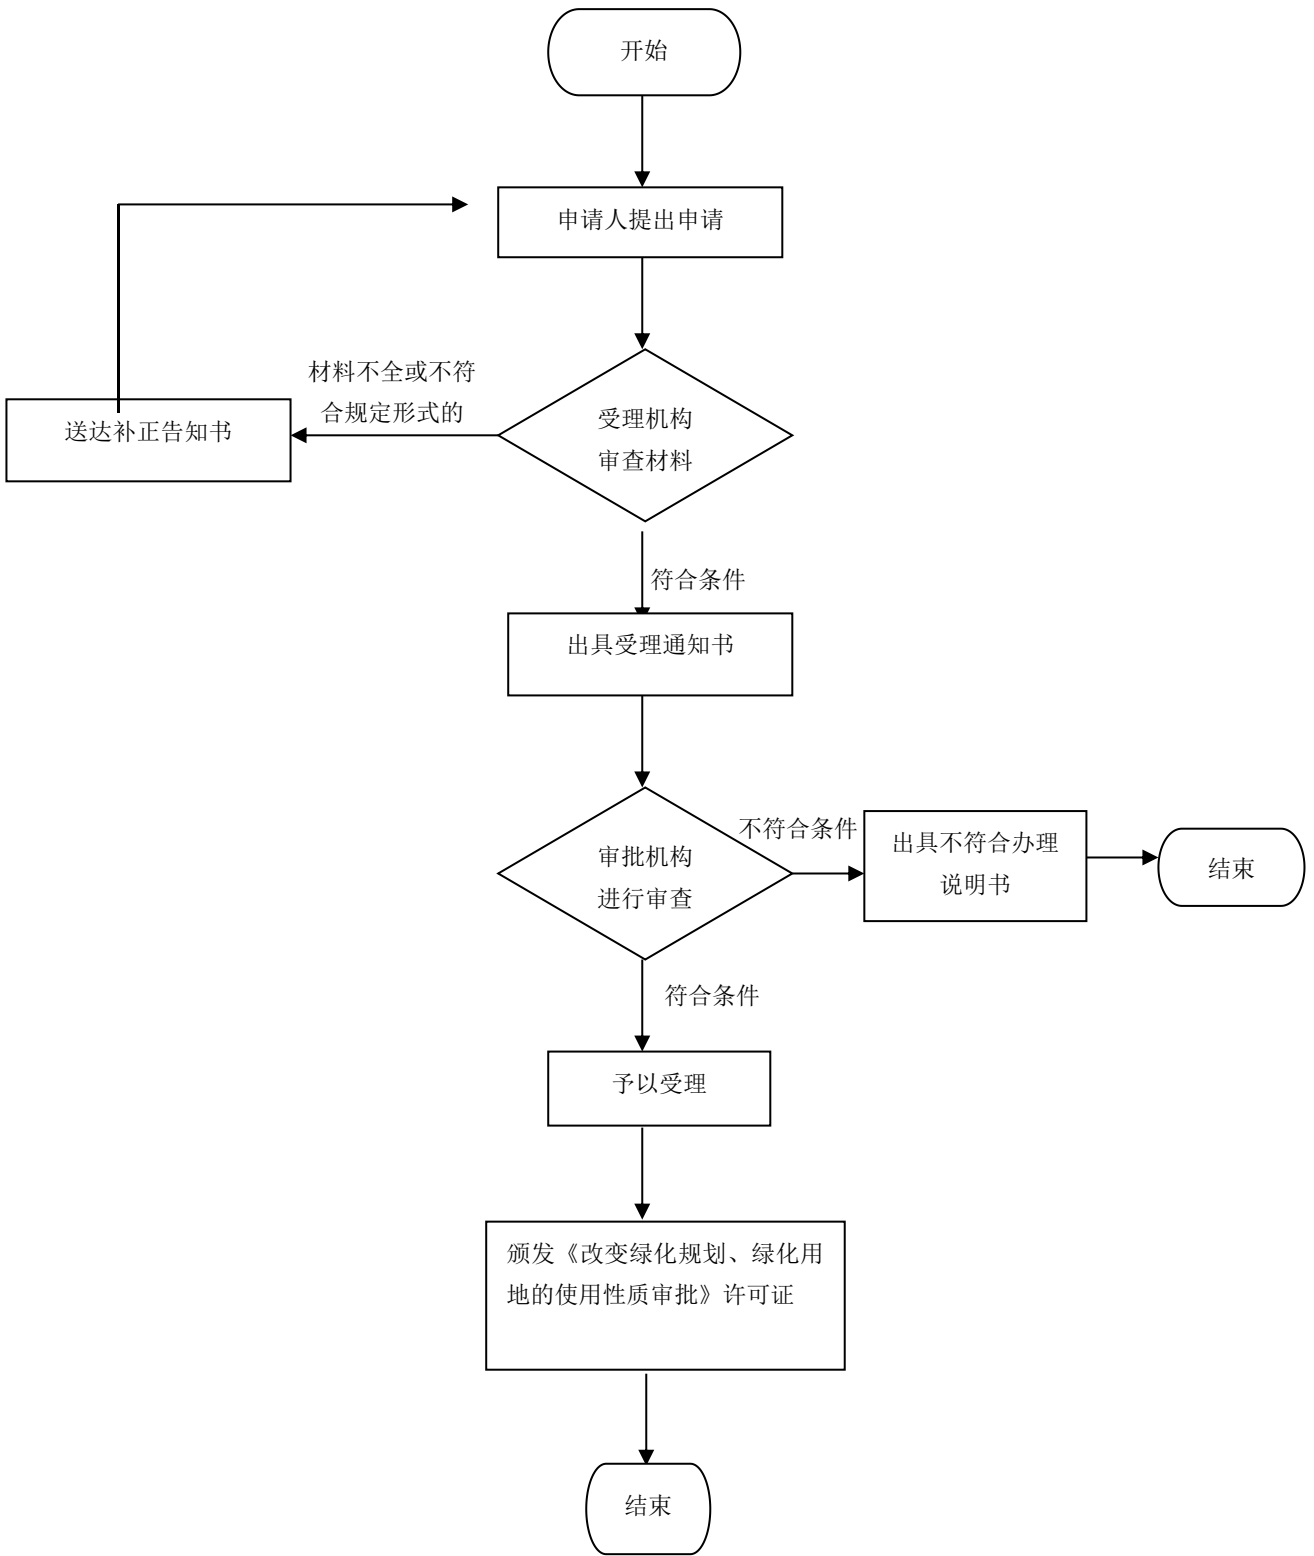 开始
申请人提出申请
材料不全或不符
合规定形式的
送达补正告知书
受理机构
审查材料
符合条件
出具受理通知书
审批机构
进行审查
不符合条件
出具不符合办理
说明书
结束
符合条件
予以受理
颁发《改变绿化规划、绿化用
地的使用性质审批》许可证
结束